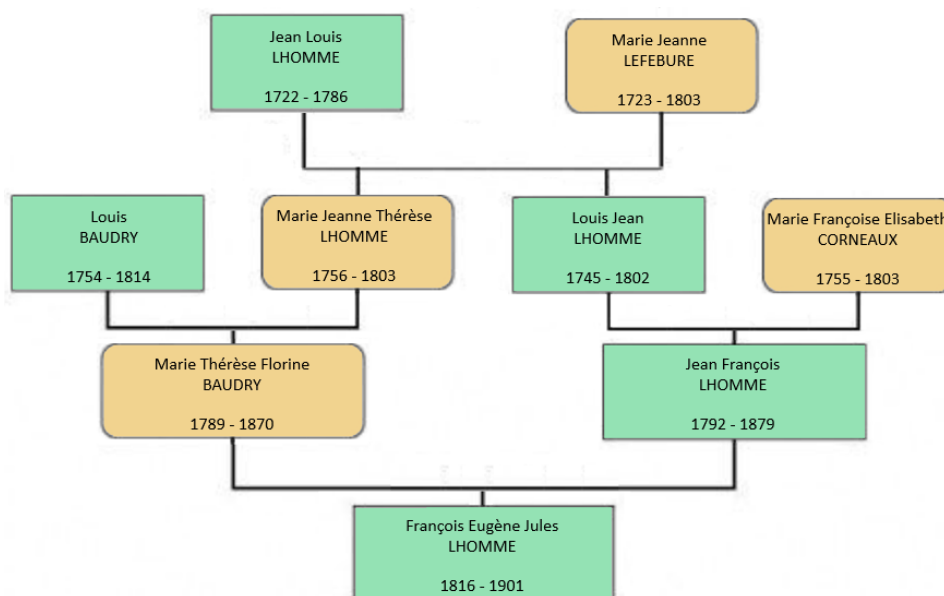 Jean Louis
LHOMME
1722 - 1786
Marie Jeanne
LEFEBURE
1723 - 1803
Louis
BAUDRY
1754 - 1814
Marie Jeanne Thérèse
LHOMME
1756 - 1803
Louis Jean
LHOMME
1745 - 1802
Marie Françoise Elisabeth
CORNEAUX
1755 - 1803
Marie Thérèse Florine
BAUDRY
1789 - 1870
Jean François
LHOMME
1792 - 1879
François Eugène Jules
LHOMME
1816 - 1901